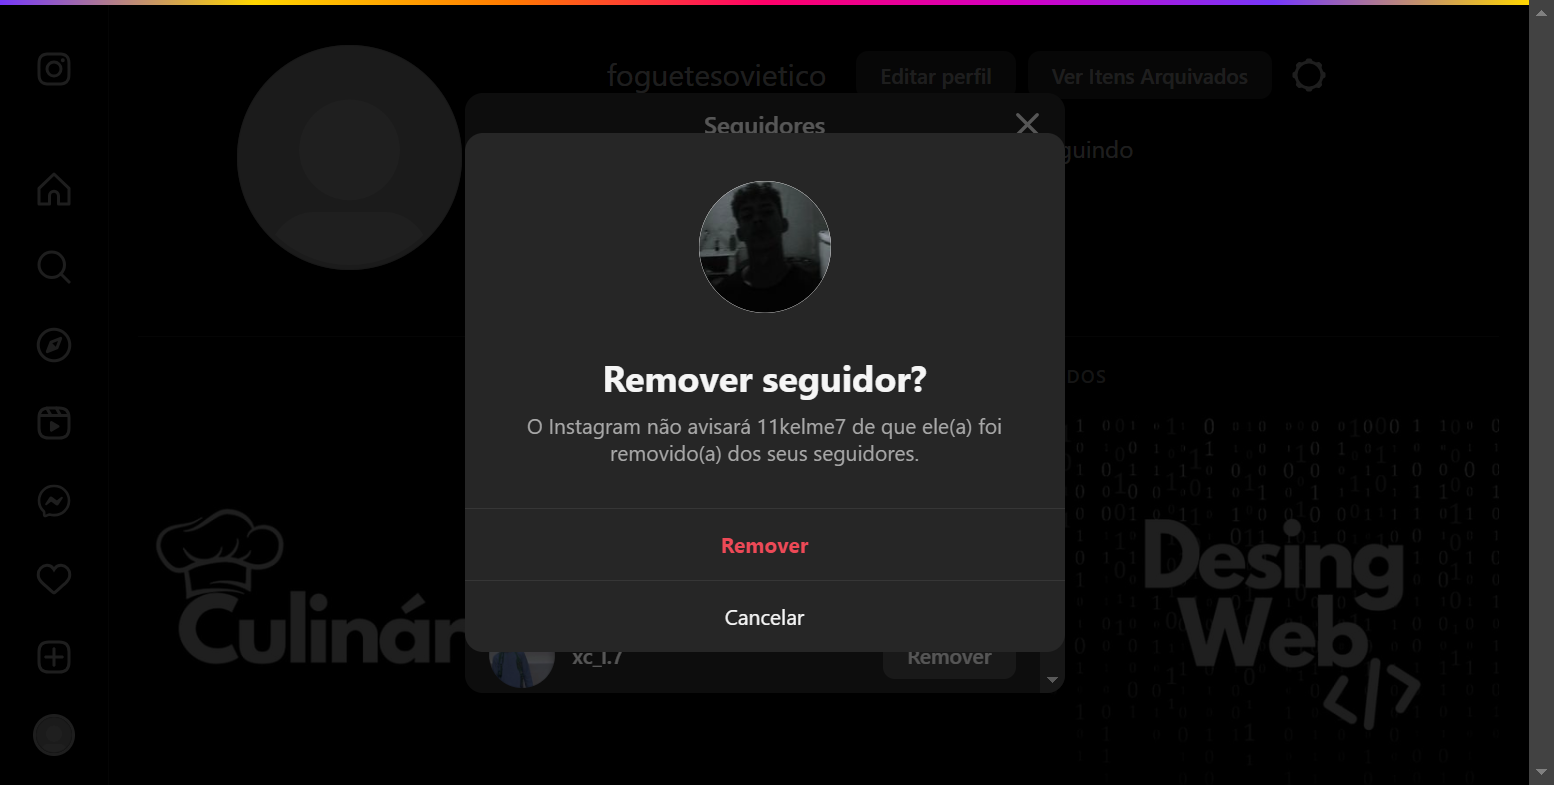 foguetesovietico
Editar perfil
Ver Itens Arquivados
Seguidores
guindo
Remover seguidor?
O Instagram não avisará 11kelme7 de que ele(a) foi
removido(a) dos seus seguidores.
Remover
Cancelar
DOS
Culinár
Desing
Web
</>
xc_l.7
Remover